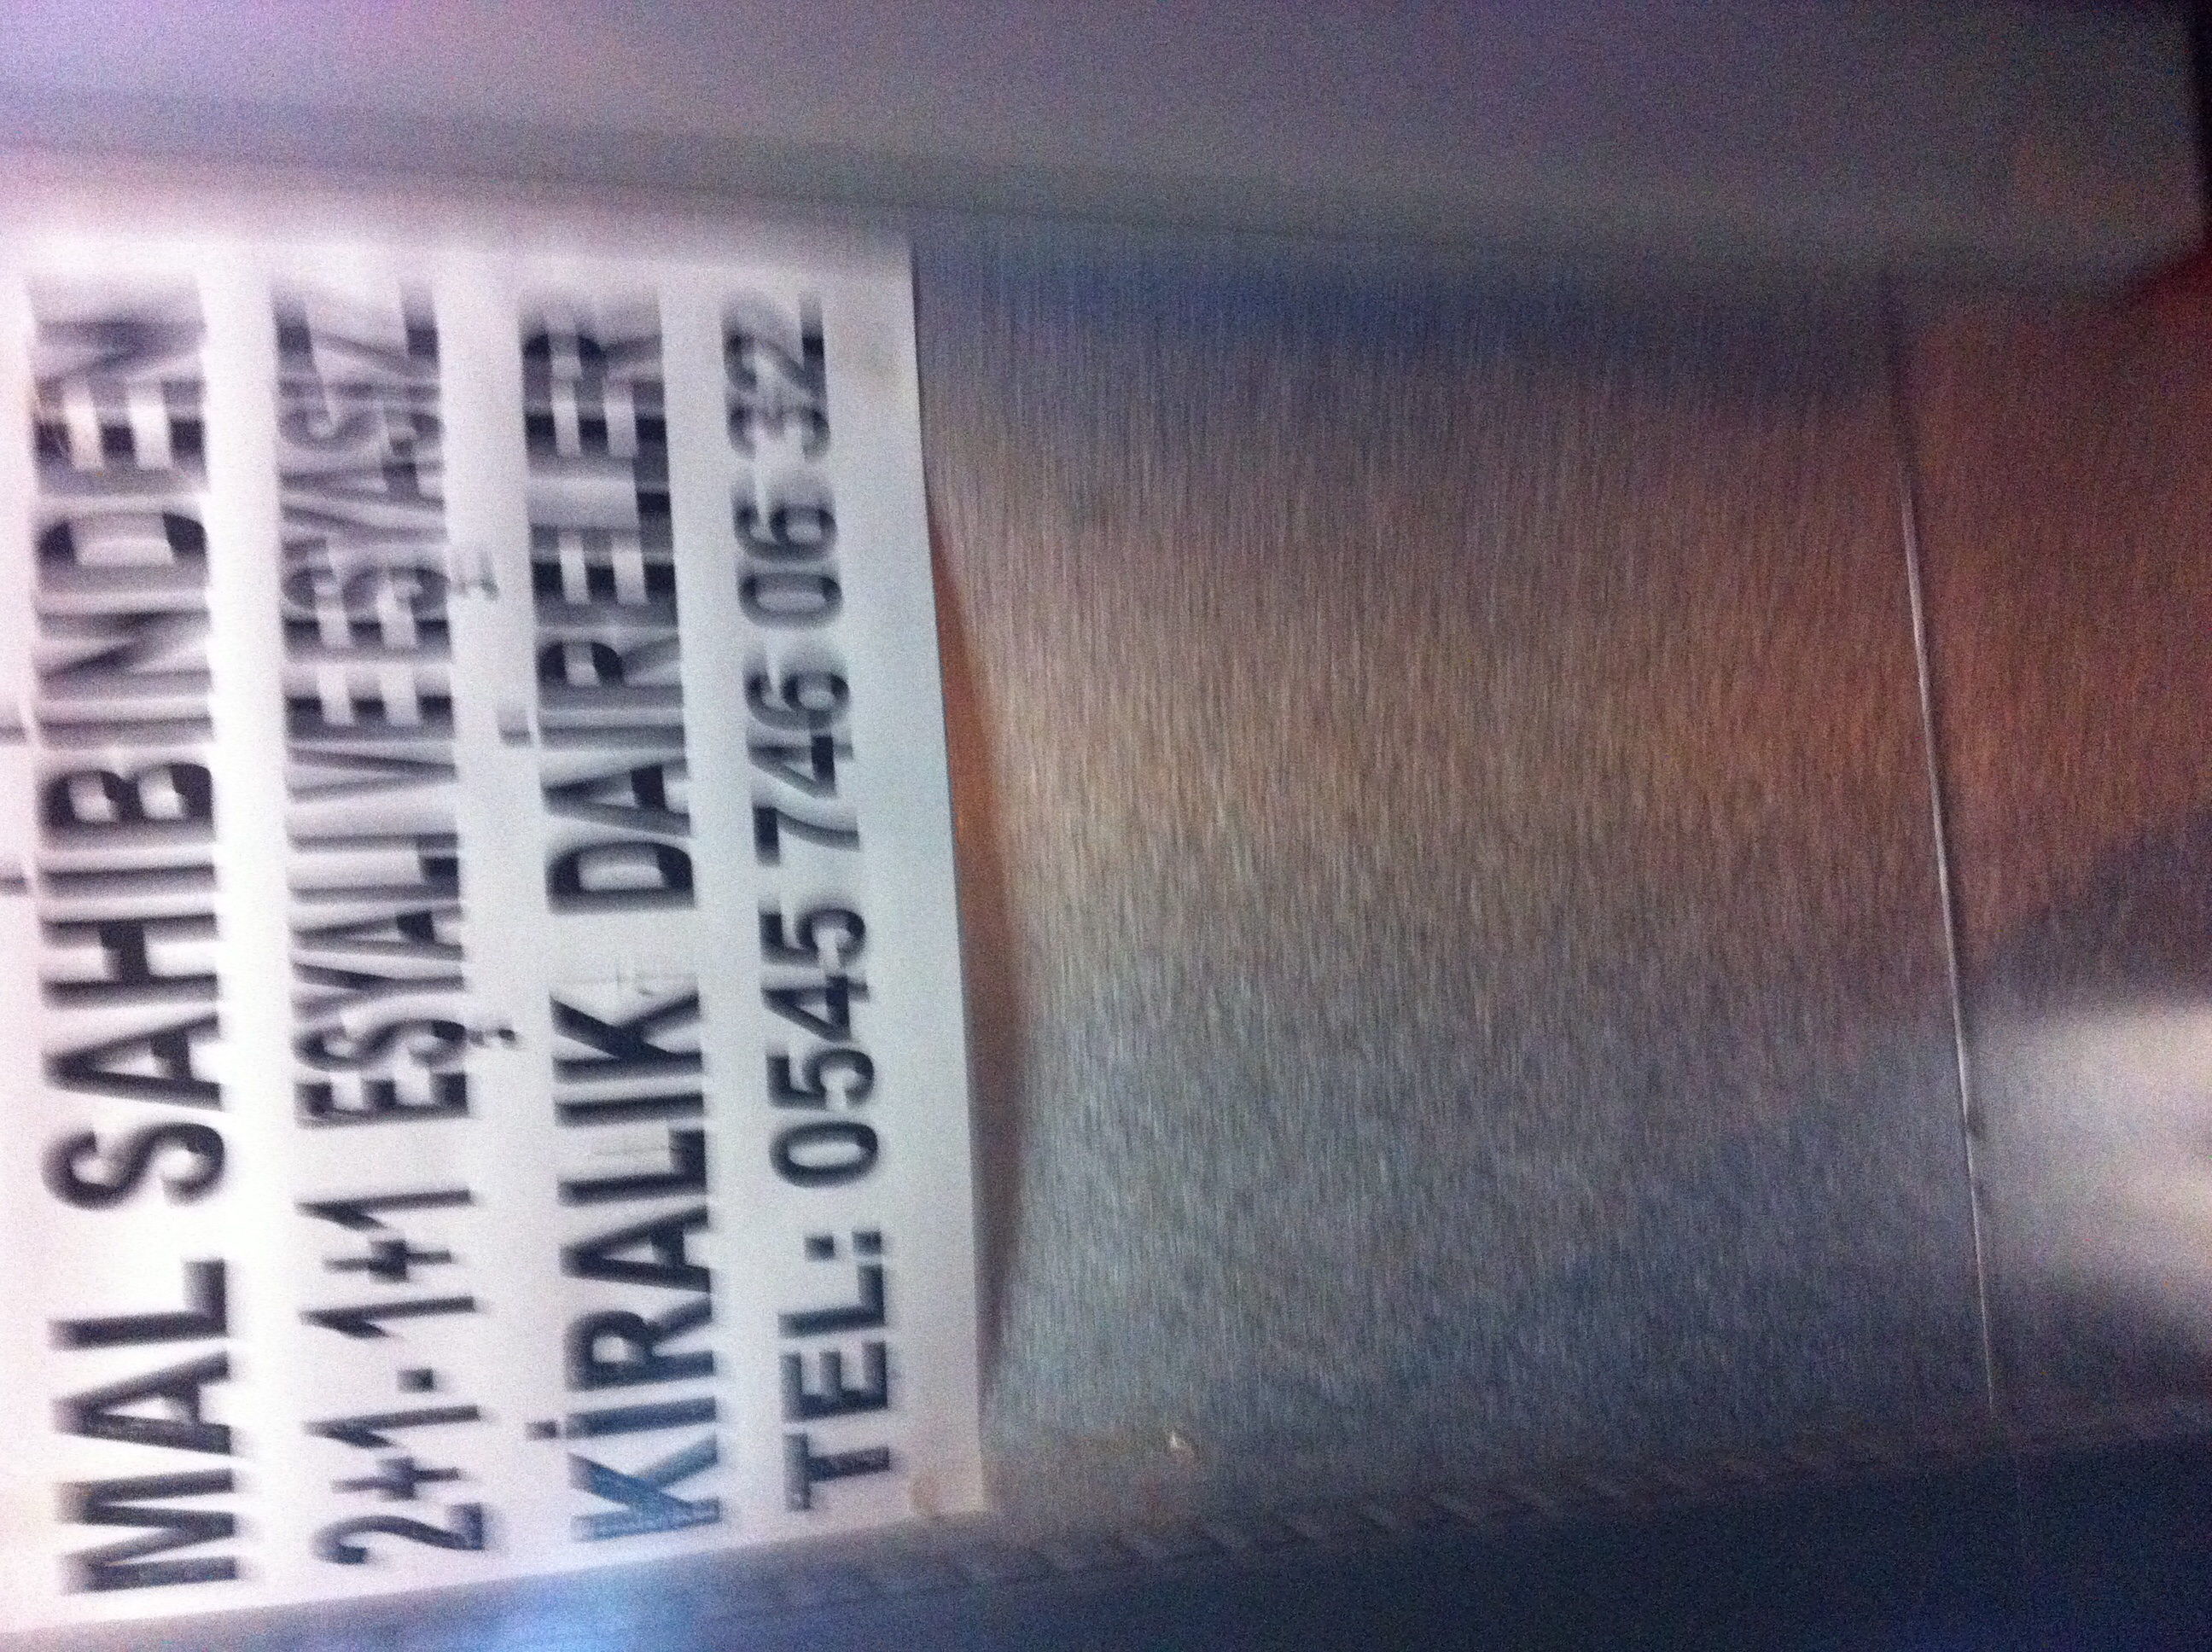 MAL SAHİBİNDEN
2+1-1+1 EŞYALI VE EŞYASIZ
KİRALIK DAİRELER
TEL: 0545 746 06 32